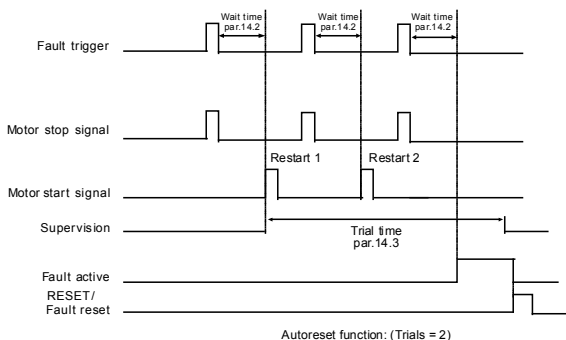 Wait time
par.14.2
Wait time
par.14.2
Wait time
par.14.2
Fault trigger
Motor stop signal
Restart 1
Restart 2
Motor start signal
Supervision
Trial time
par.14.3
Fault active
RESET/
Fault reset
Autoreset function: (Trials = 2)